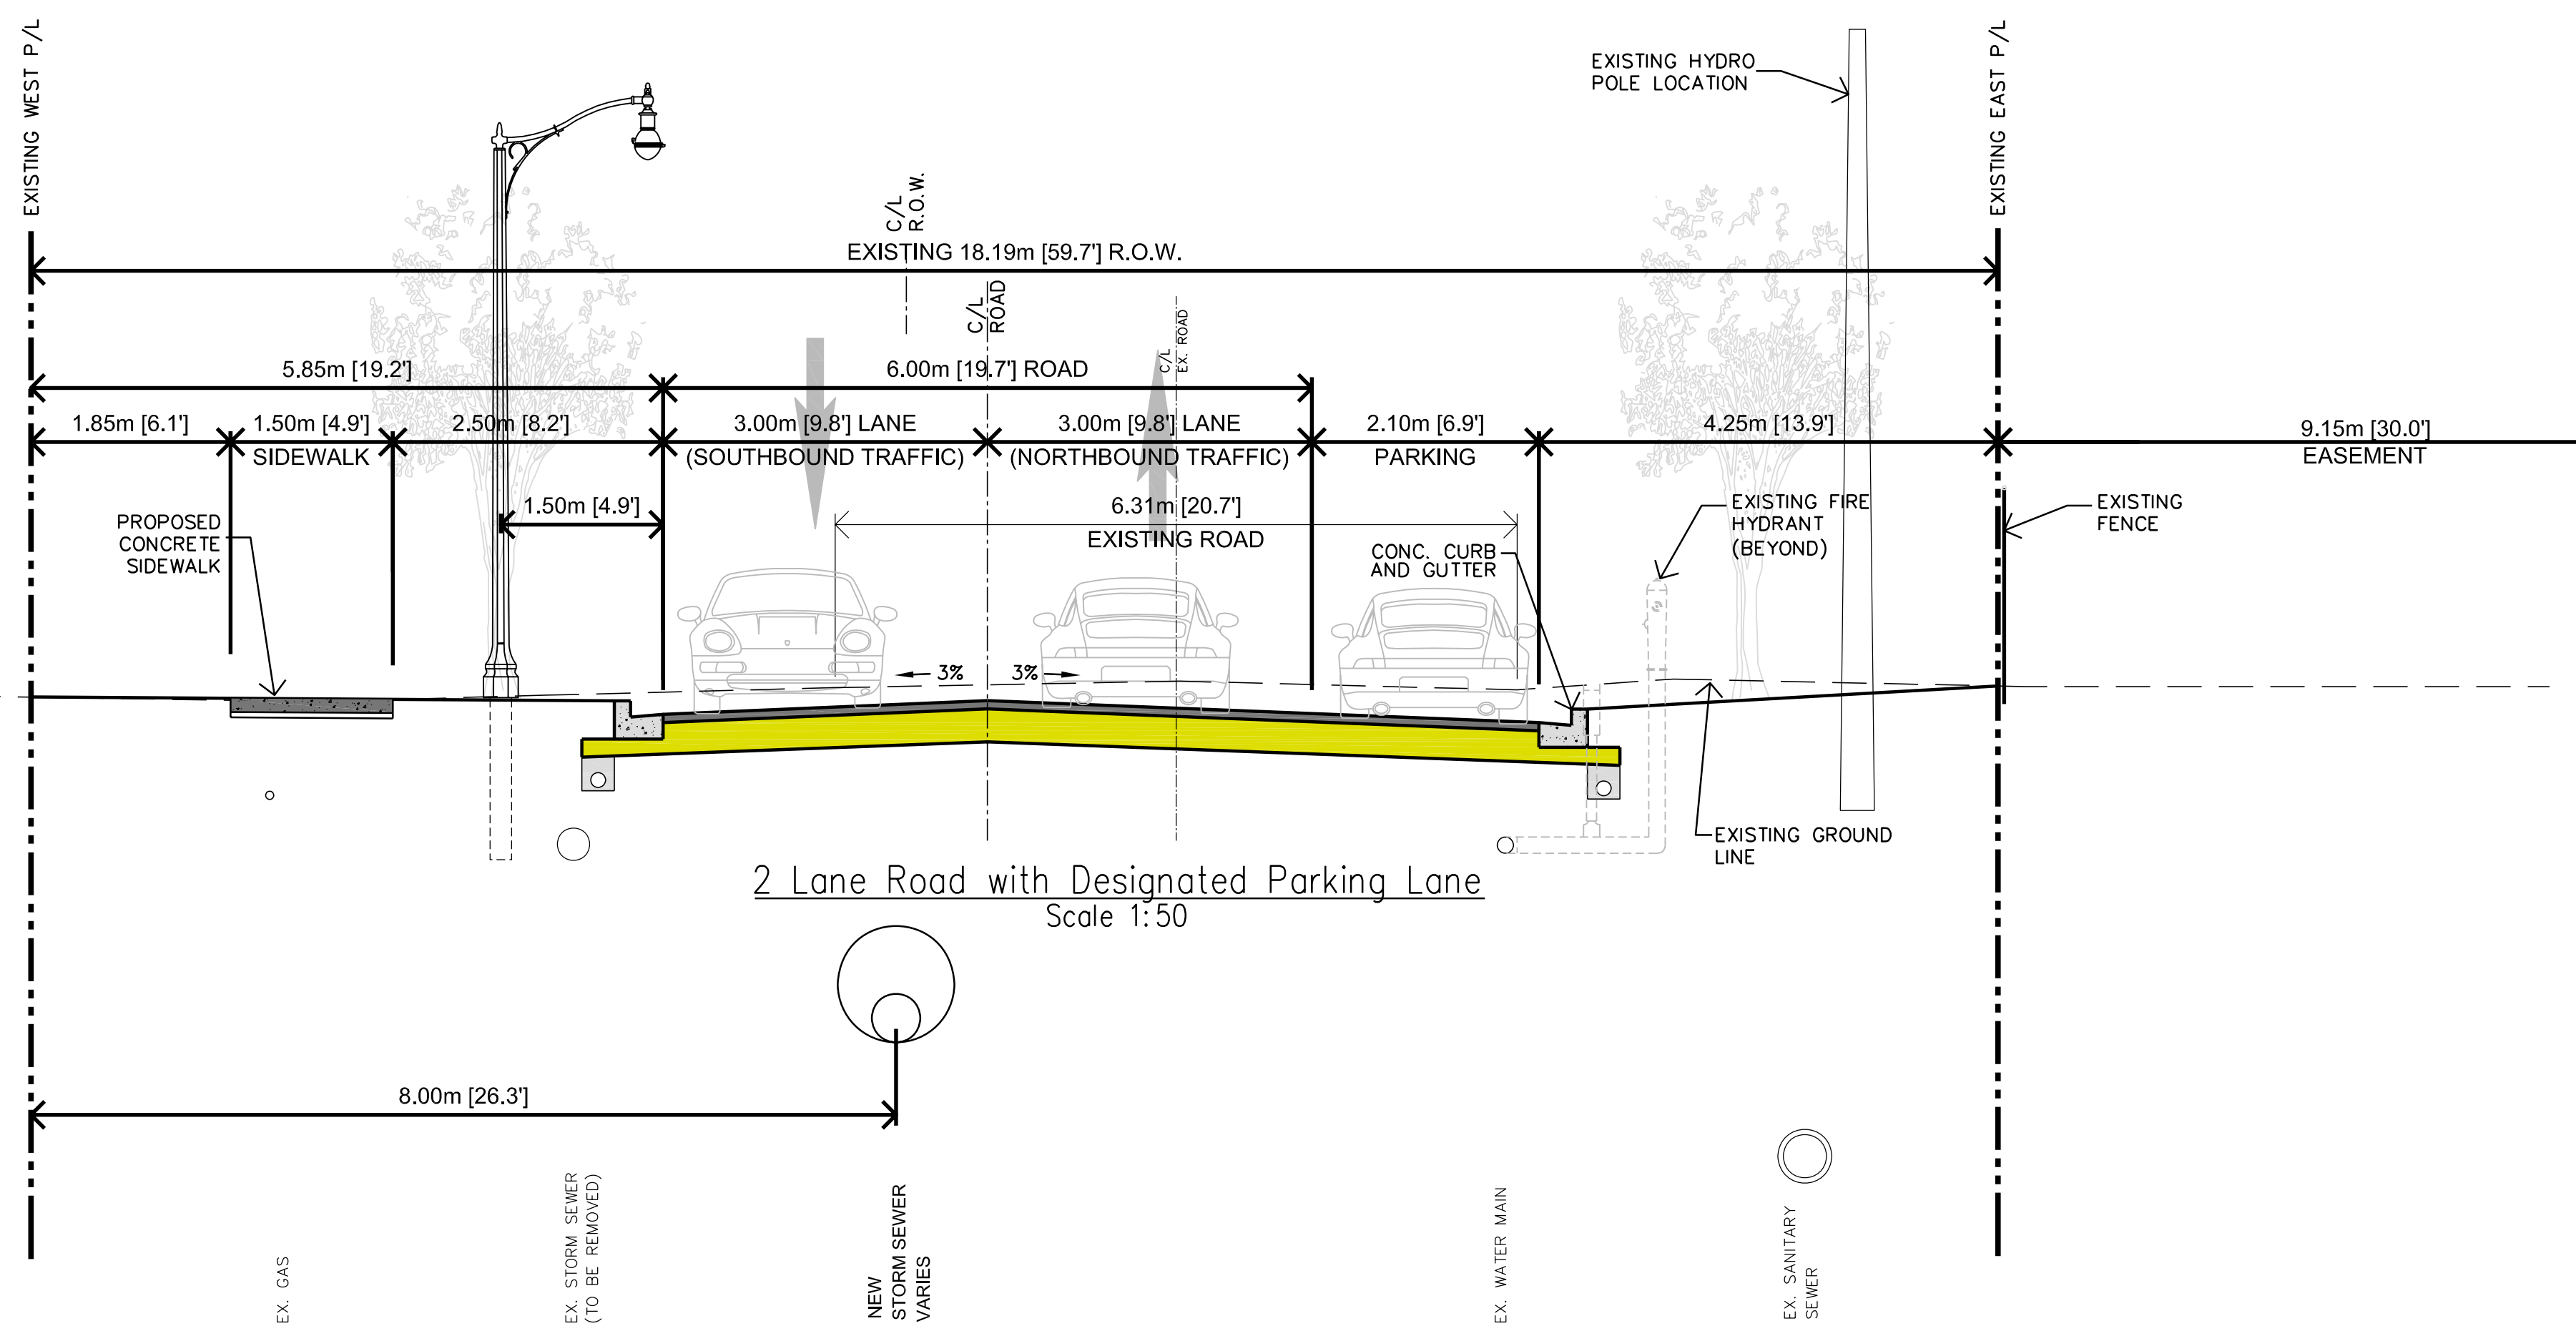 EXISTING WEST P/L
EXISTING HYDRO
POLE LOCATION
EXISTING EAST P/L
C/L
R.O.W.
EXISTING 18.19m [59.7'] R.O.W.
C/L
ROAD
C/L
EX. ROAD
5.85m [19.2']
6.00m [19.7'] ROAD
1.85m [6.1']
1.50m [4.9']
SIDEWALK
2.50m [8.2']
3.00m [9.8'] LANE
(SOUTHBOUND TRAFFIC)
3.00m [9.8'] LANE
(NORTHBOUND TRAFFIC)
2.10m [6.9']
PARKING
4.25m [13.9']
9.15m [30.0']
EASEMENT
PROPOSED
CONCRETE
SIDEWALK
1.50m [4.9']
6.31m [20.7']
EXISTING ROAD
CONC. CURB
AND GUTTER
EXISTING FIRE
HYDRANT
(BEYOND)
EXISTING
FENCE
3%
3%
EXISTING GROUND
LINE
2 Lane Road with Designated Parking Lane
Scale 1:50
8.00m [26.3']
EX. GAS
EX. STORM SEWER
(TO BE REMOVED)
NEW
STORM SEWER
VARIES
EX. WATER MAIN
EX. SANITARY
SEWER